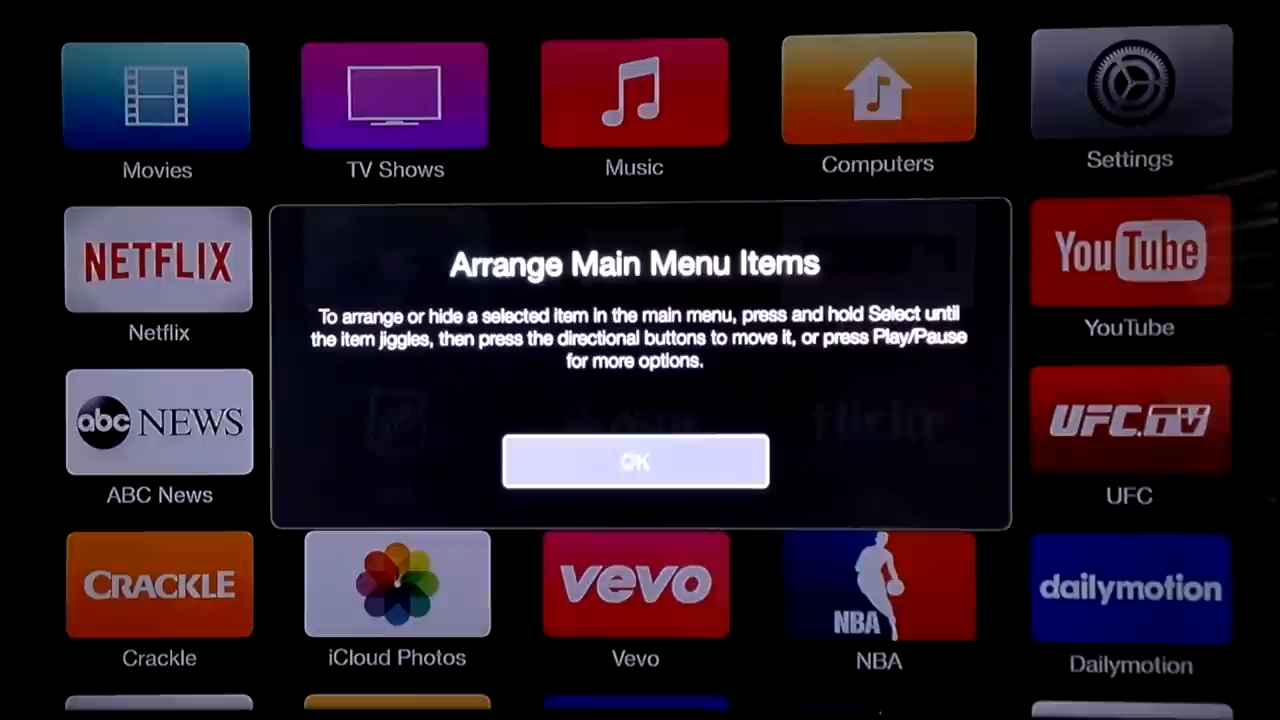 Movies
TV Shows
Music
Computers
Settings
NETFLIX
YouTube
Netflix
YouTube
Arrange Main Menu Items
To arrange or hide a selected item in the main menu, press and hold Select until
the item jiggles, then press the directional buttons to move it, or press Play/Pause
for more options.
abc NEWS
flickr
UFC.TV
OK
ABC News
UFC
CRACKLE
vevo
NBA
dailymotion
Crackle
iCloud Photos
Vevo
NBA
Dailymotion